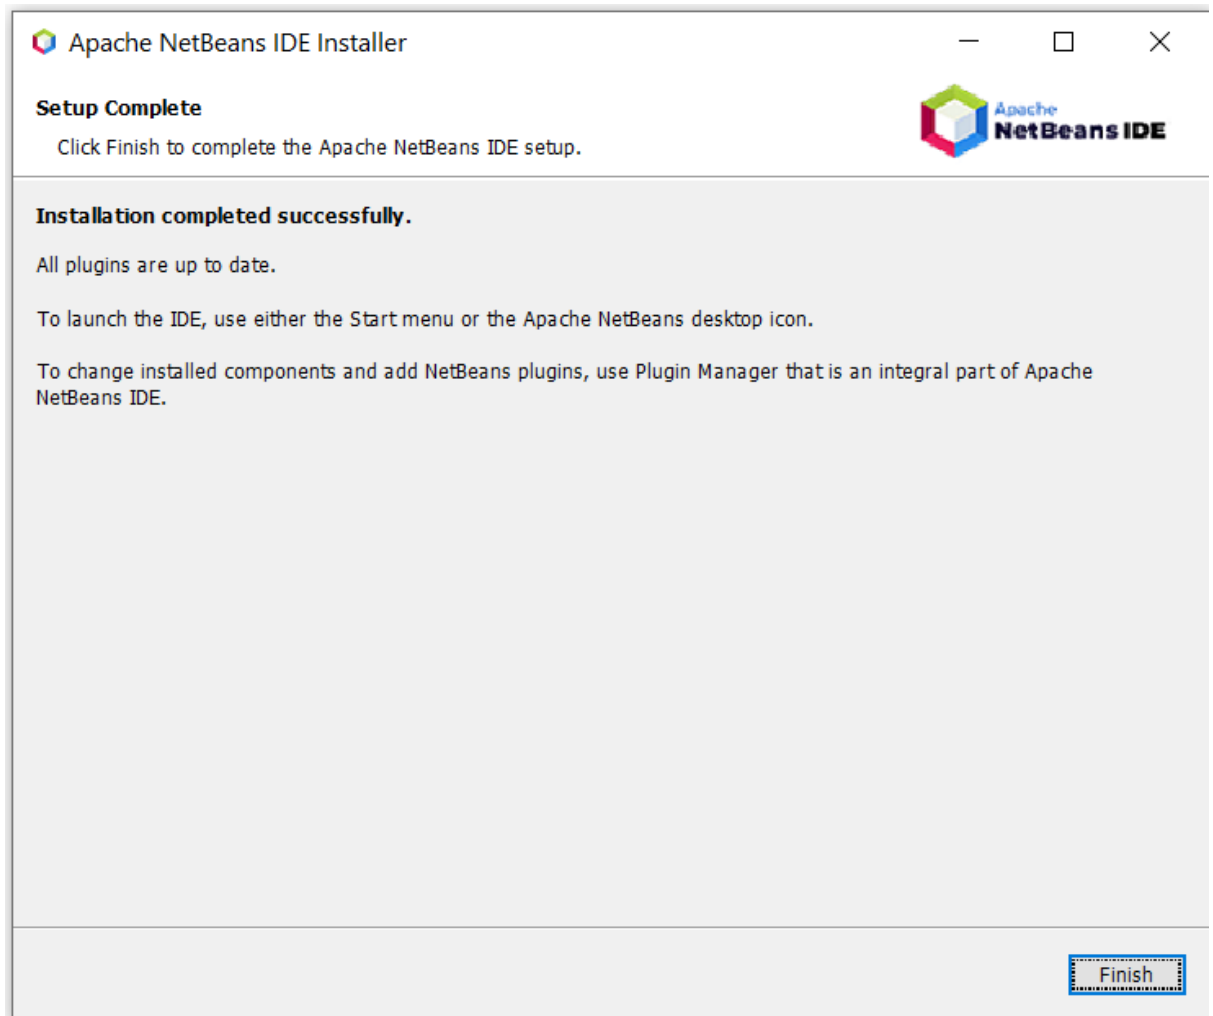 Apache NetBeans IDE Installer
Setup Complete
Click Finish to complete the Apache NetBeans IDE setup.
Apache
NetBeans IDE
Installation completed successfully.
All plugins are up to date.
To launch the IDE, use either the Start menu or the Apache NetBeans desktop icon.
To change installed components and add NetBeans plugins, use Plugin Manager that is an integral part of Apache
NetBeans IDE.
Finish